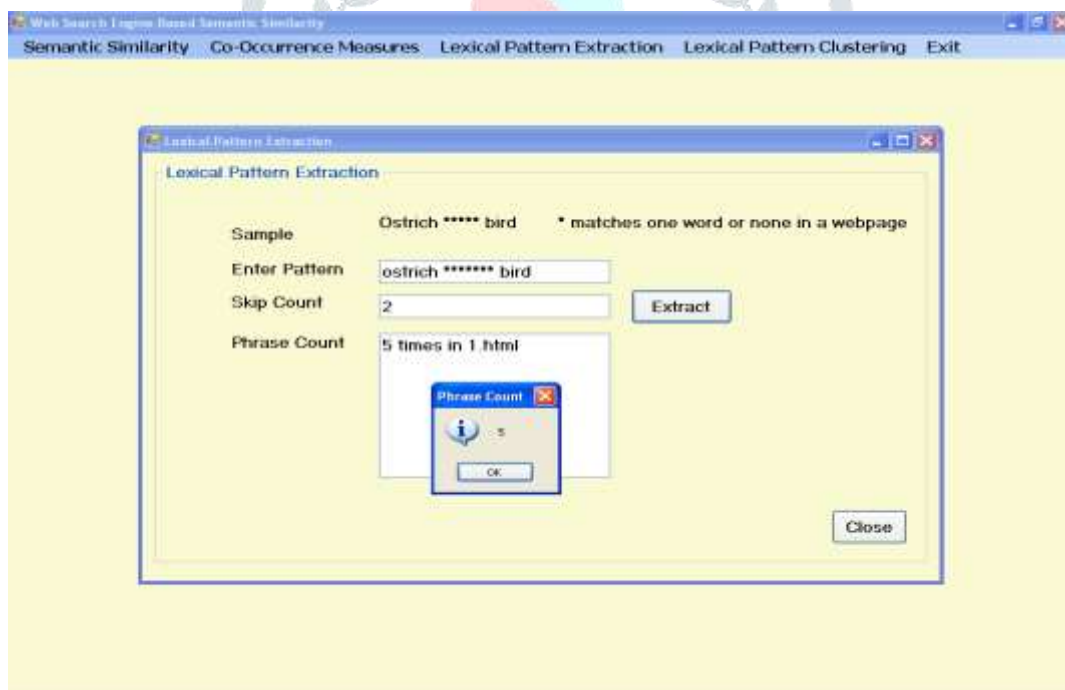 Web Search Engine Based Semantic Similarity
Semantic Similarity Co-Occurrence Measures Lexical Pattern Extraction Lexical Pattern Clustering Exit
Lexical Pattern Extraction
Lexical Pattern Extraction
Sample Ostrich ***** bird * matches one word or none in a webpage
Enter Pattern ostrich ******* bird
Skip Count 2 Extract
Phrase Count 5 times in 1.html
Phrase Count
5
OK
Close